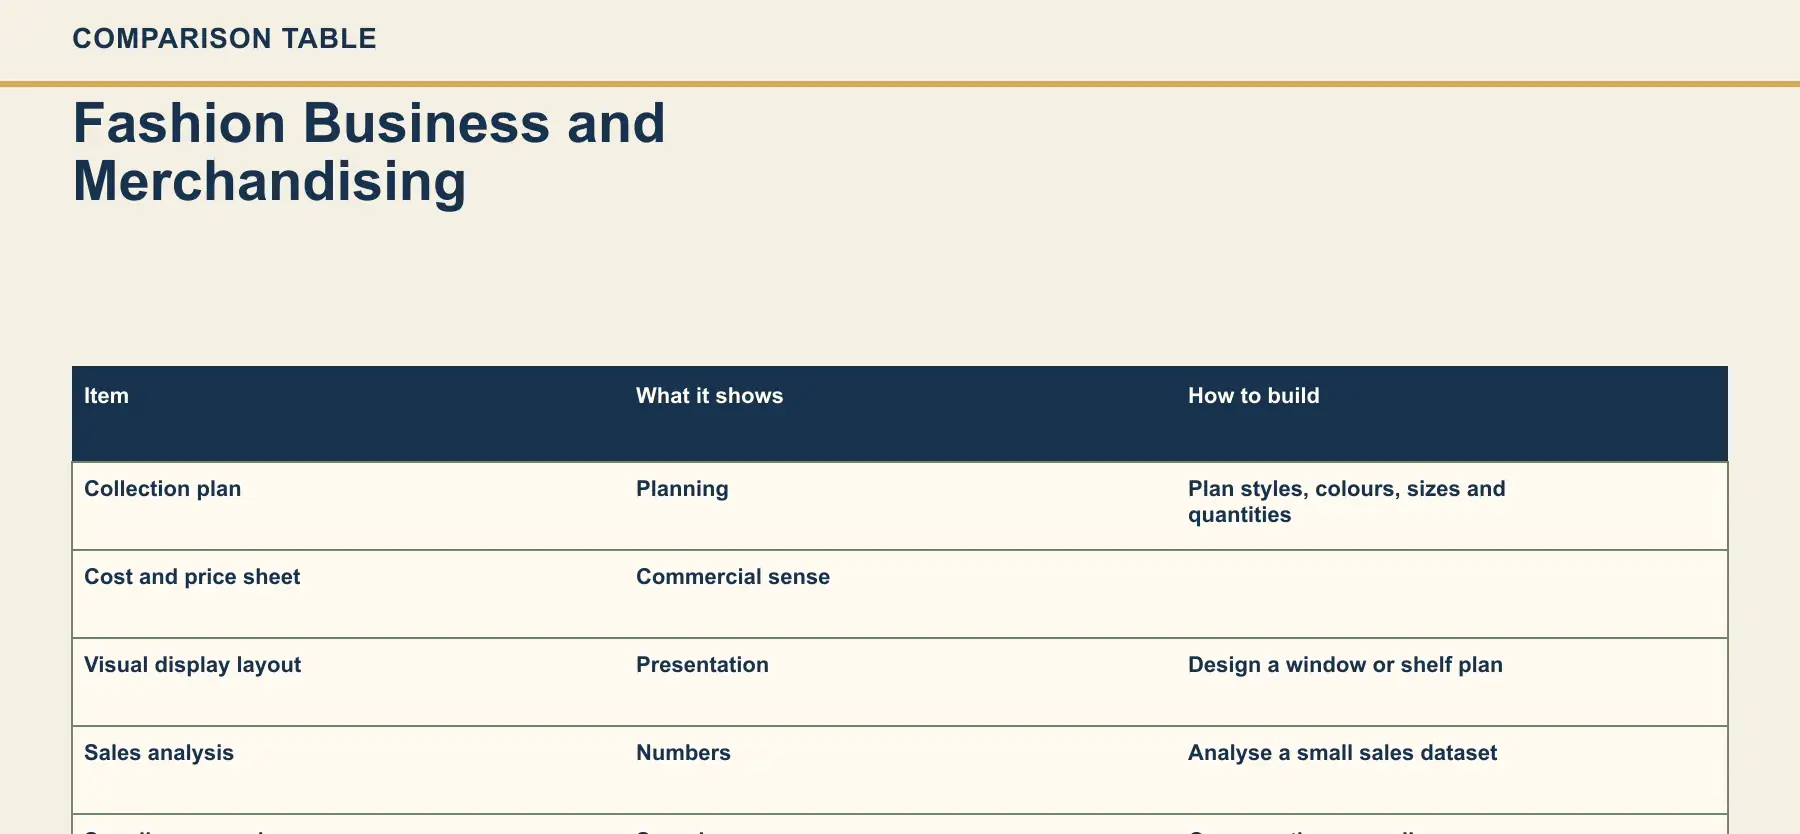 COMPARISON TABLE
Fashion Business and
Merchandising
Item
What it shows
How to build
Collection plan
Planning
Plan styles, colours, sizes and
quantities
Cost and price sheet
Commercial sense
Visual display layout
Presentation
Design a window or shelf plan
Sales analysis
Numbers
Analyse a small sales dataset